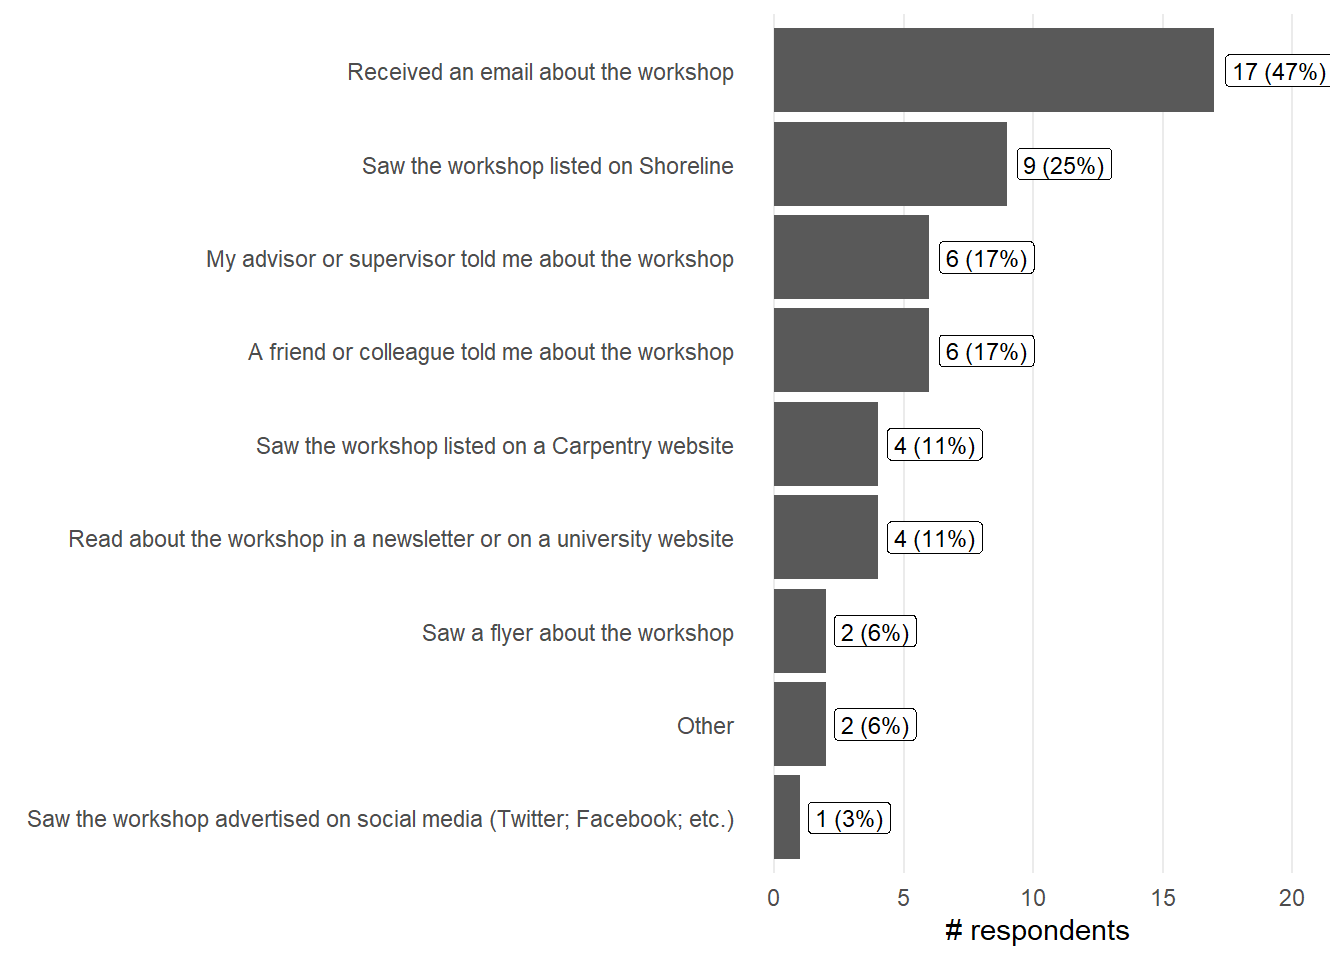 Received an email about the workshop 17 (47%)
Saw the workshop listed on Shoreline 9 (25%)
My advisor or supervisor told me about the workshop 6 (17%)
A friend or colleague told me about the workshop 6 (17%)
Saw the workshop listed on a Carpentry website 4 (11%)
Read about the workshop in a newsletter or on a university website 4 (11%)
Saw a flyer about the workshop 2 (6%)
Other 2 (6%)
Saw the workshop advertised on social media (Twitter; Facebook; etc.) 1 (3%)
0 5 10 15 20
# respondents